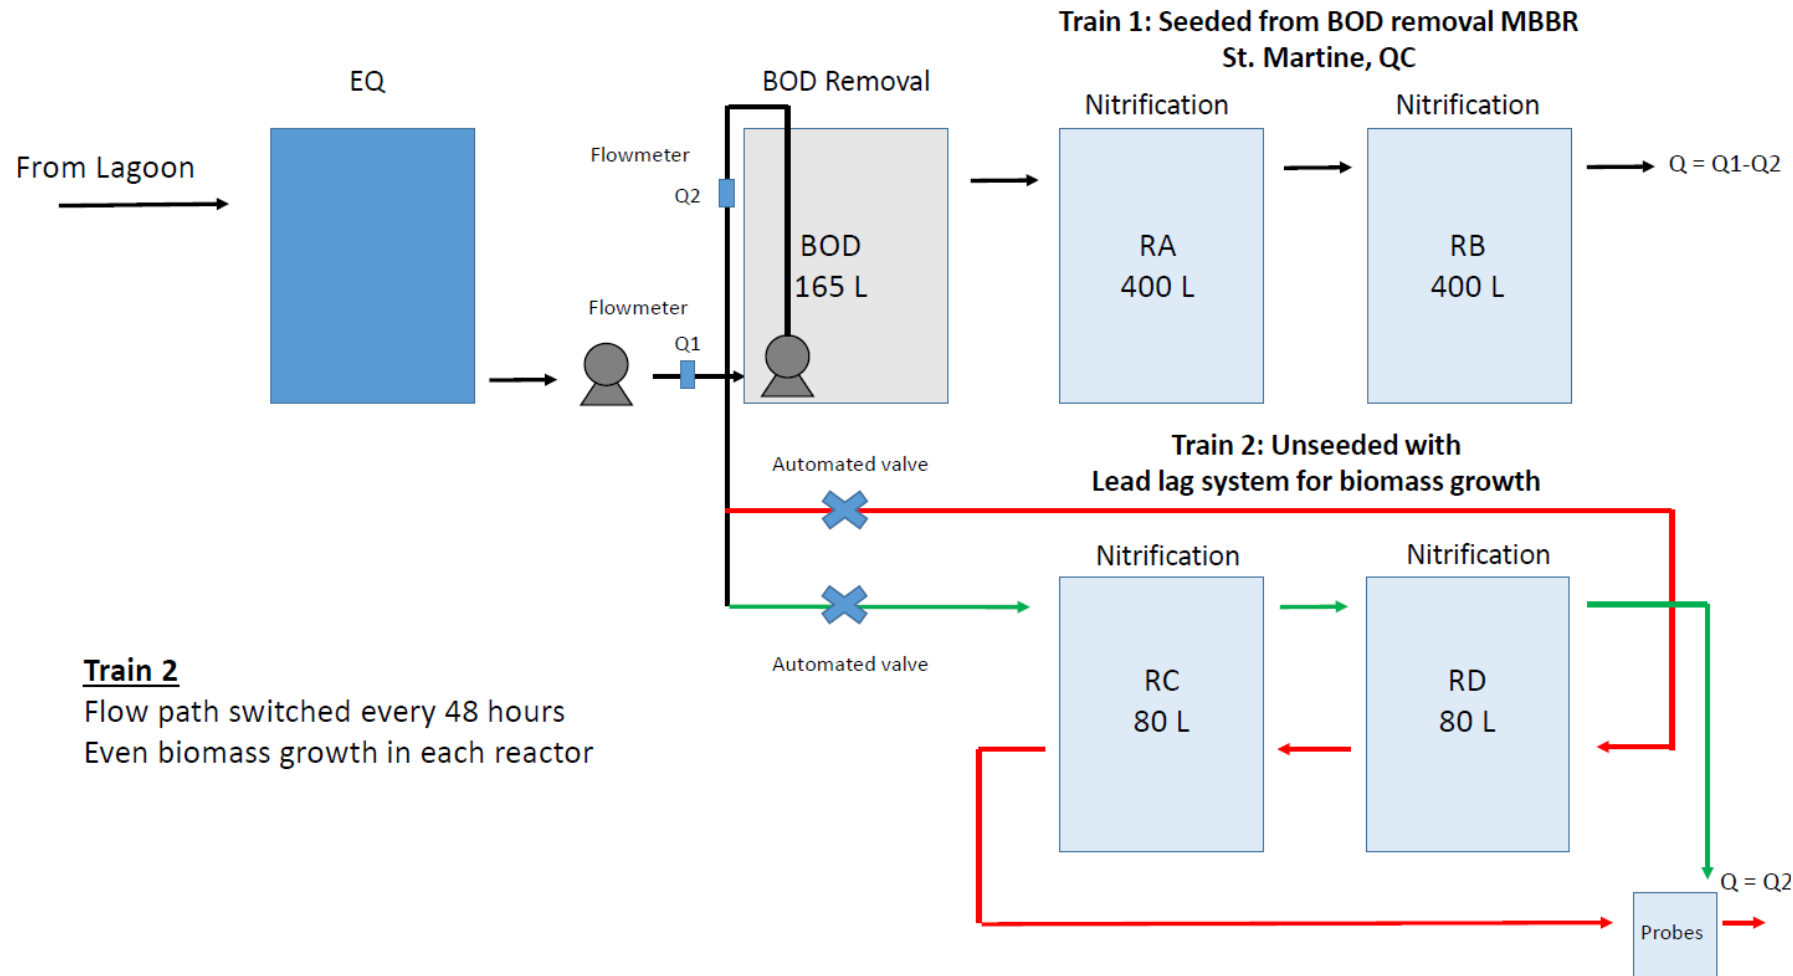 Train 1: Seeded from BOD removal MBBR
St. Martine, QC
EQ
BOD Removal
Nitrification
Nitrification
From Lagoon
Flowmeter
Q2
Q = Q1-Q2
BOD
165 L
RA
400 L
RB
400 L
Flowmeter
Q1
Train 2: Unseeded with
Lead lag system for biomass growth
Automated valve
Nitrification
Nitrification
Automated valve
RC
80 L
RD
80 L
Train 2
Flow path switched every 48 hours
Even biomass growth in each reactor
Q = Q2
Probes